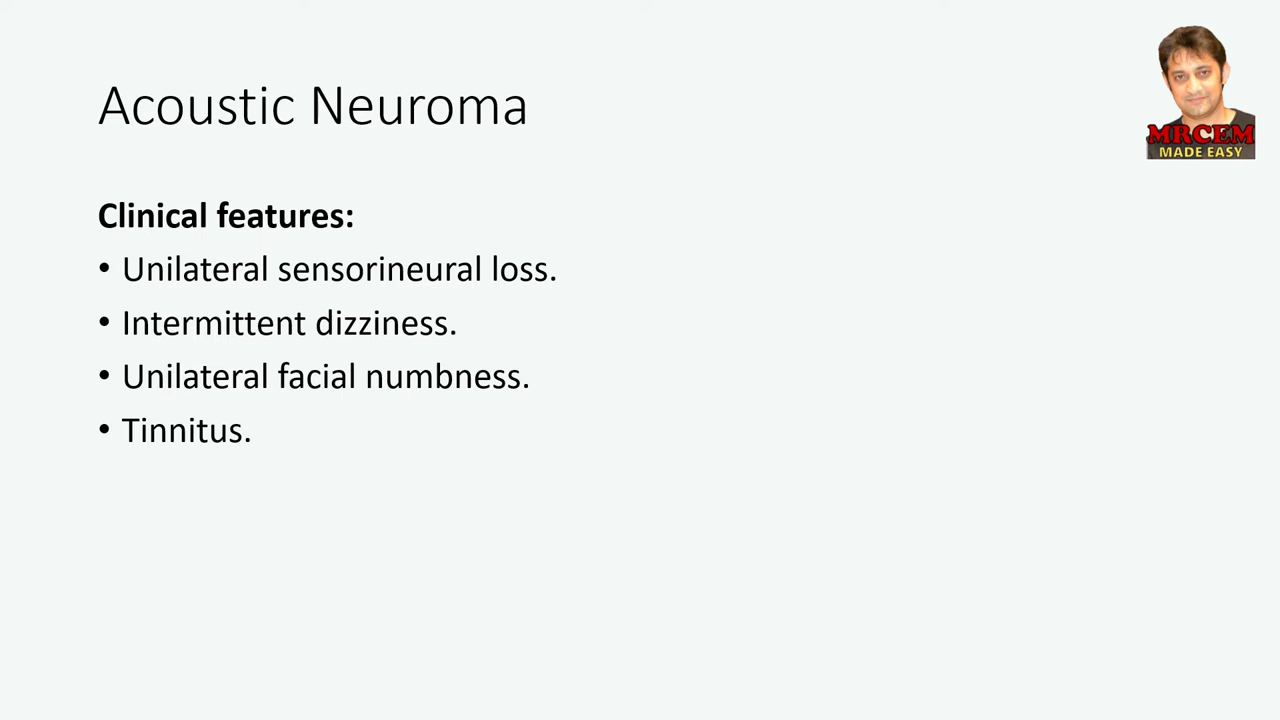 Acoustic Neuroma
MRCEM
MADE EASY
Clinical features:
• Unilateral sensorineural loss.
• Intermittent dizziness.
• Unilateral facial numbness.
• Tinnitus.